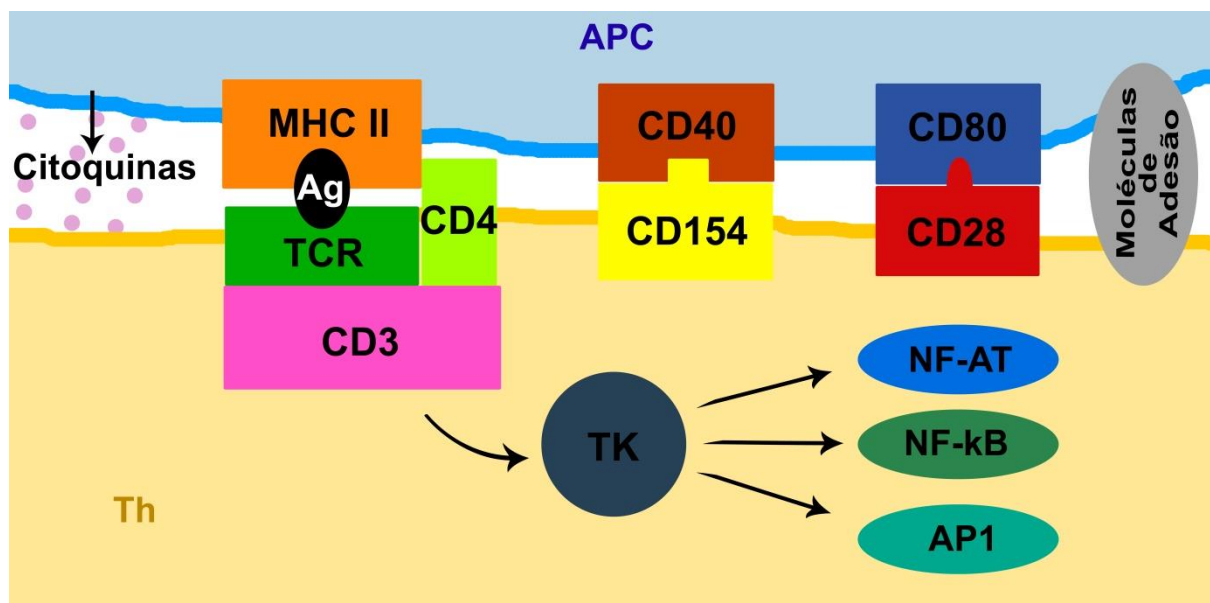 APC
Citoquinas
MHC II
Ag
TCR
CD4
CD3
CD40
CD154
CD80
CD28
Moléculas
de
Adesão
TK
NF-AT
NF-kB
AP1
Th